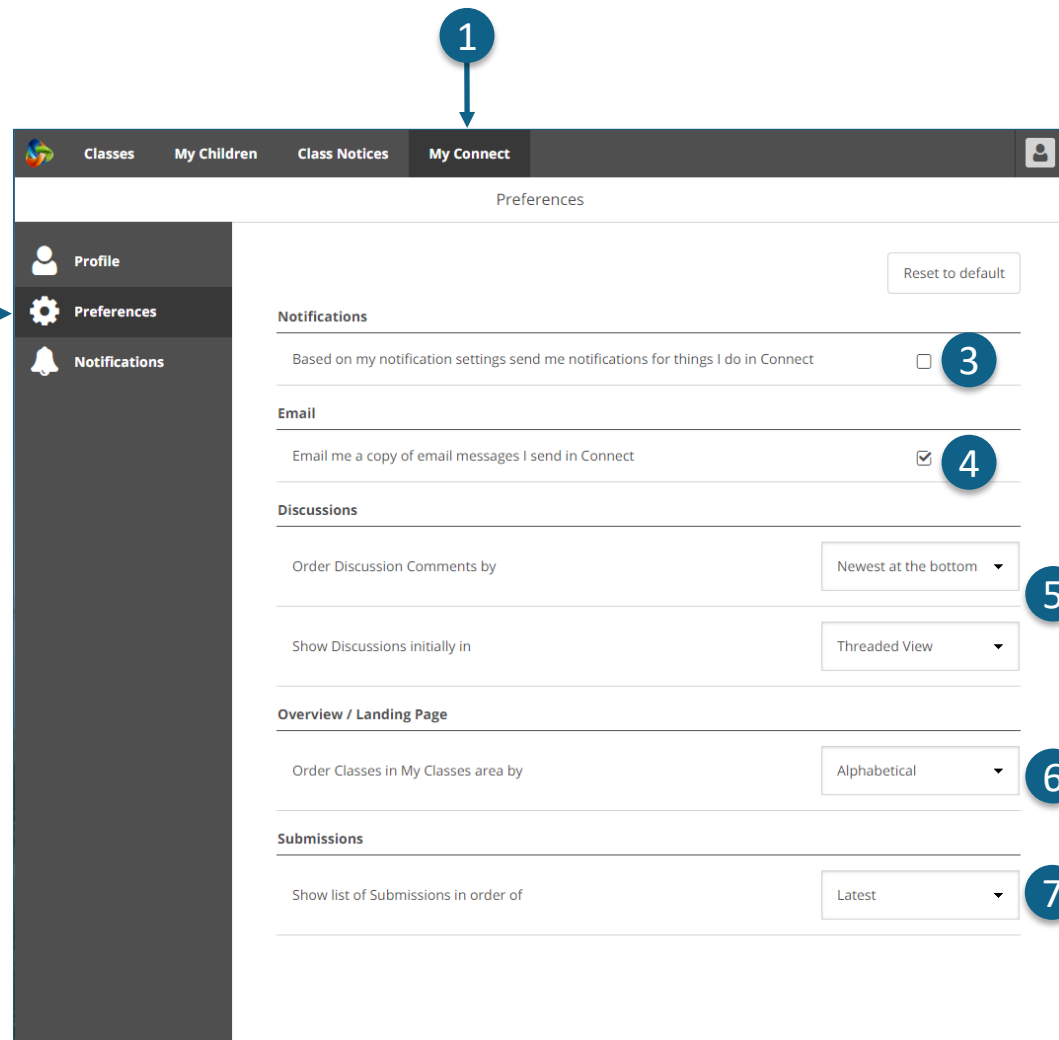 1
Classes My Children Class Notices My Connect
Preferences
Profile
Preferences
Notifications
Reset to default
Notifications
Based on my notification settings send me notifications for things I do in Connect 3
Email
Email me a copy of email messages I send in Connect 4
Discussions
Order Discussion Comments by Newest at the bottom
5
Show Discussions initially in Threaded View
Overview / Landing Page
Order Classes in My Classes area by Alphabetical 6
Submissions
Show list of Submissions in order of Latest 7